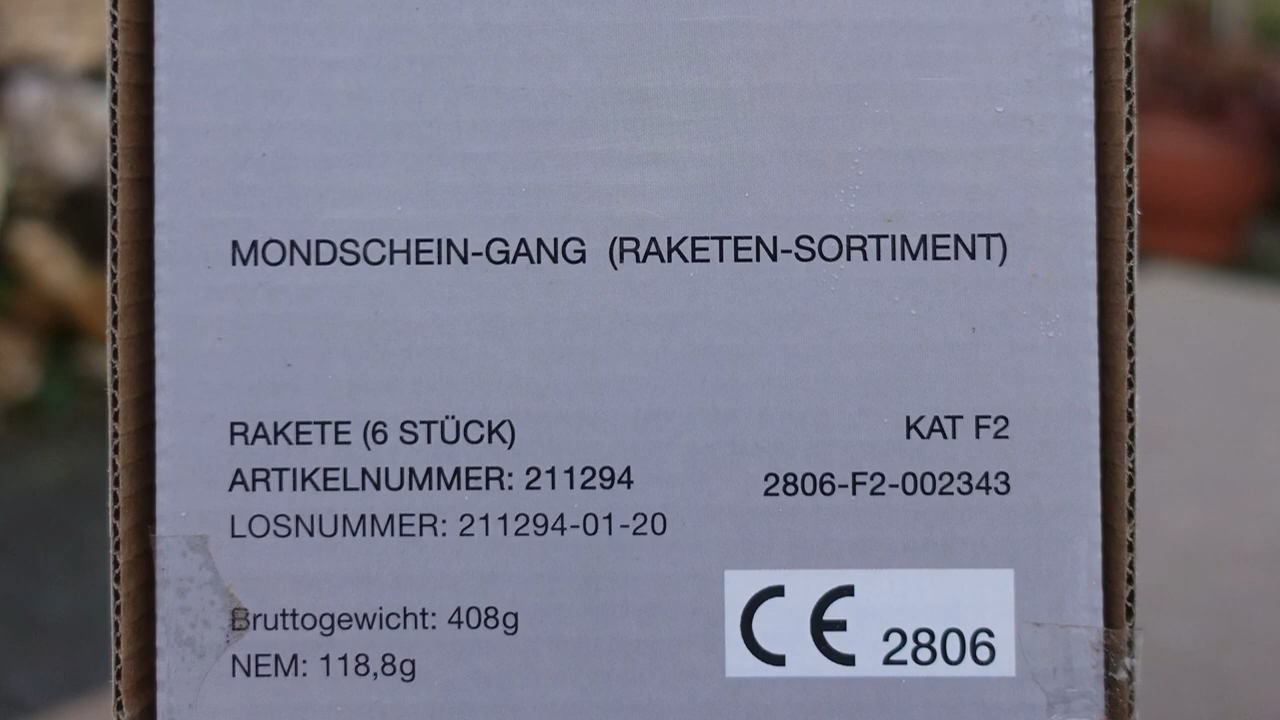 MONDSCHEIN-GANG (RAKETEN-SORTIMENT)
RAKETE (6 STÜCK)
KAT F2
ARTIKELNUMMER: 211294
2806-F2-002343
LOSNUMMER: 211294-01-20
Bruttogewicht: 408g
NEM: 118,8g
CE 2806